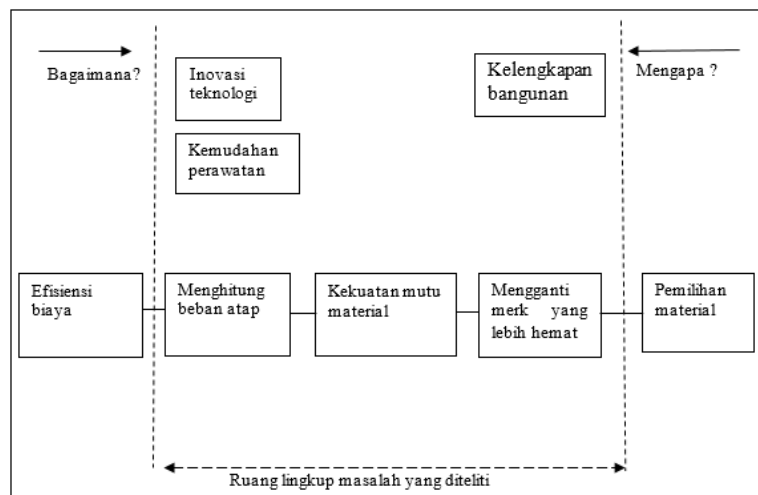 Bagaimana?
Inovasi
teknologi
Kelengkapan
bangunan
Mengapa ?
Kemudahan
perawatan
Efisiensi
biaya
Menghitung
beban atap
Kekuatan mutu
material
Mengganti
merk yang
lebih hemat
Pemilihan
material
Ruang lingkup masalah yang diteliti